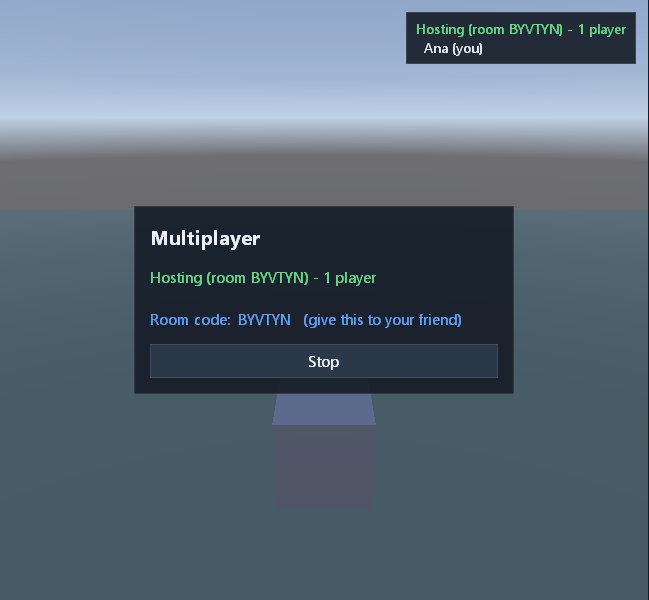 Hosting (room BYVTYN) - 1 player
Ana (you)
Multiplayer
Hosting (room BYVTYN) - 1 player
Room code: BYVTYN (give this to your friend)
Stop